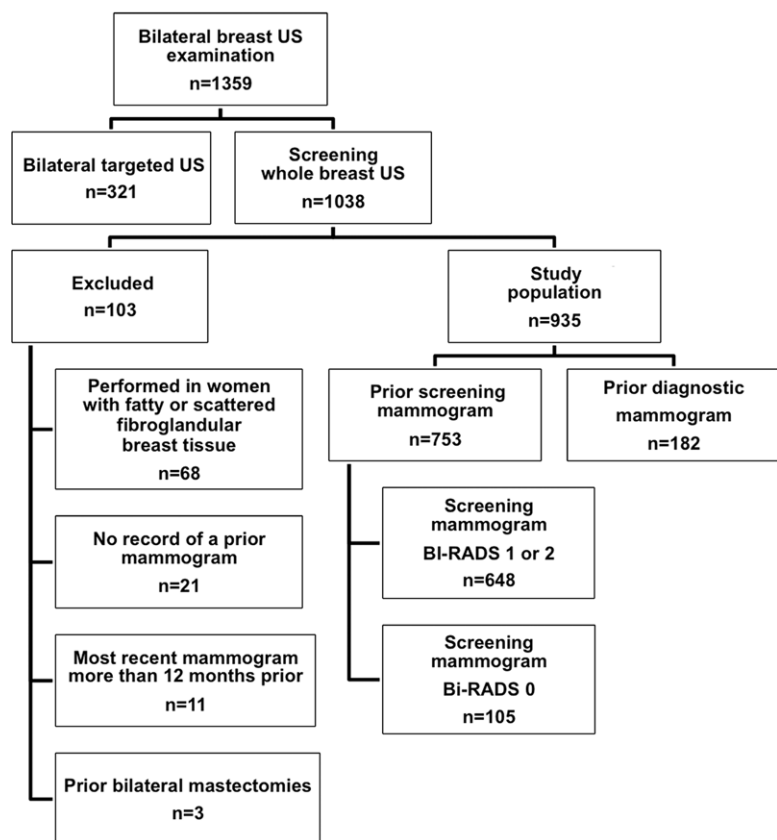 Bilateral breast US
examination
n=1359
Bilateral targeted US
n=321
Screening
whole breast US
n=1038
Excluded
n=103
Study
population
n=935
Performed in women
with fatty or scattered
fibroglandular
breast tissue
n=68
No record of a prior
mammogram
n=21
Most recent mammogram
more than 12 months prior
n=11
Prior bilateral mastectomies
n=3
Prior screening
mammogram
n=753
Prior diagnostic
mammogram
n=182
Screening
mammogram
BI-RADS 1 or 2
n=648
Screening
mammogram
Bi-RADS 0
n=105